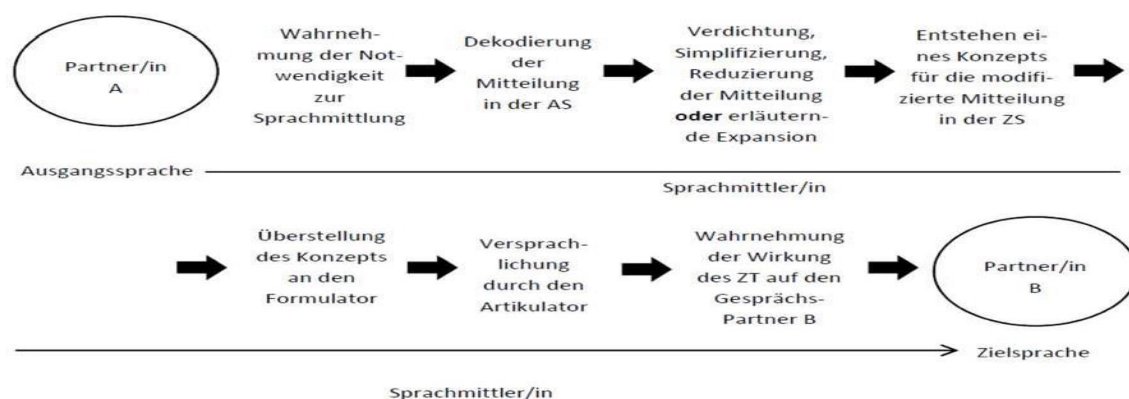 Partner/in
A
Wahrneh-
mung der Not-
wendigkeit
zur
Sprachmittlung
Dekodierung
der
Mitteilung
in der AS
Verdichtung,
Simplifizierung,
Reduzierung
der Mitteilung
oder erläutern-
de Expansion
Entstehen ei-
nes Konzepts
für die modifi-
zierte Mitteilung
in der ZS
Ausgangssprache
Sprachmittler/in
Überstellung
des Konzepts
an den
Formulator
Versprach-
lichung
durch den
Artikulator
Wahrnehmung
der Wirkung
des ZT auf den
Gesprächs-
Partner B
Partner/in
B
Zielsprache
Sprachmittler/in